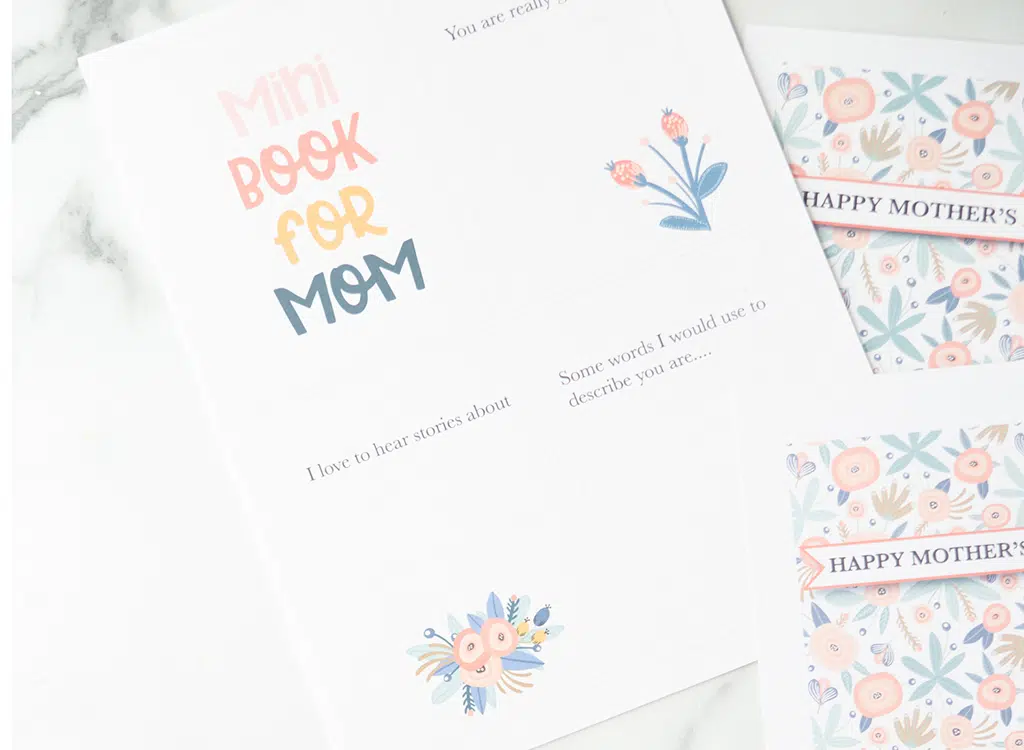 You are really
Mini
BOOK
FOR
MOM
Some words I would use to
describe you are....
I love to hear stories about
HAPPY MOTHER'S
HAPPY MOTHER'S